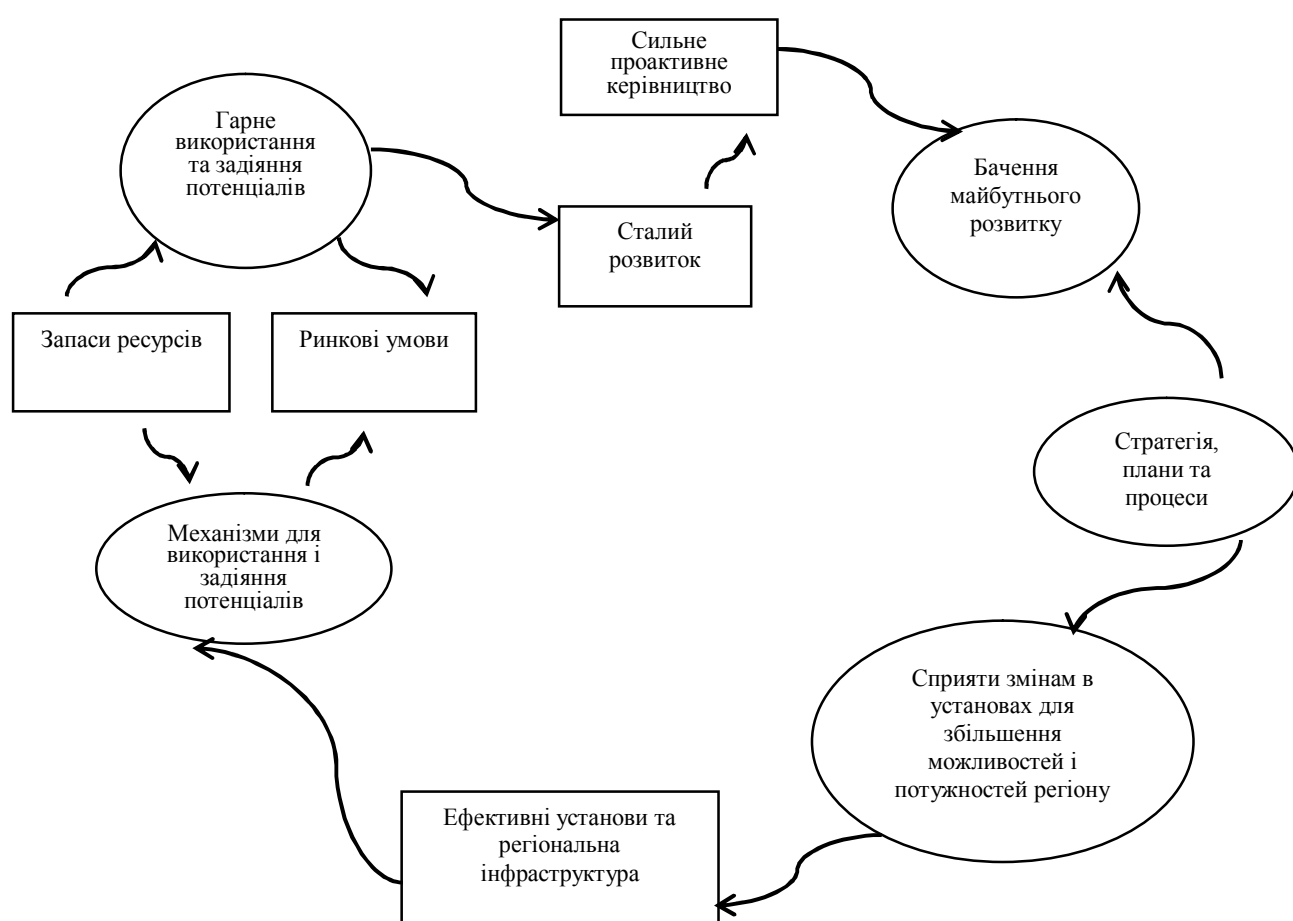 Сильне
проактивне
керівництво
Гарне
використання
та задіяння
потенціалів
Бачення
майбутнього
розвитку
Сталий
розвиток
Запаси ресурсів
Ринкові умови
Стратегія,
плани та
процеси
Механізми для
використання і
задіяння
потенціалів
Сприяти змінам в
установах для
збільшення
можливостей і
потужностей регіону
Ефективні установи та
регіональна
інфраструктура